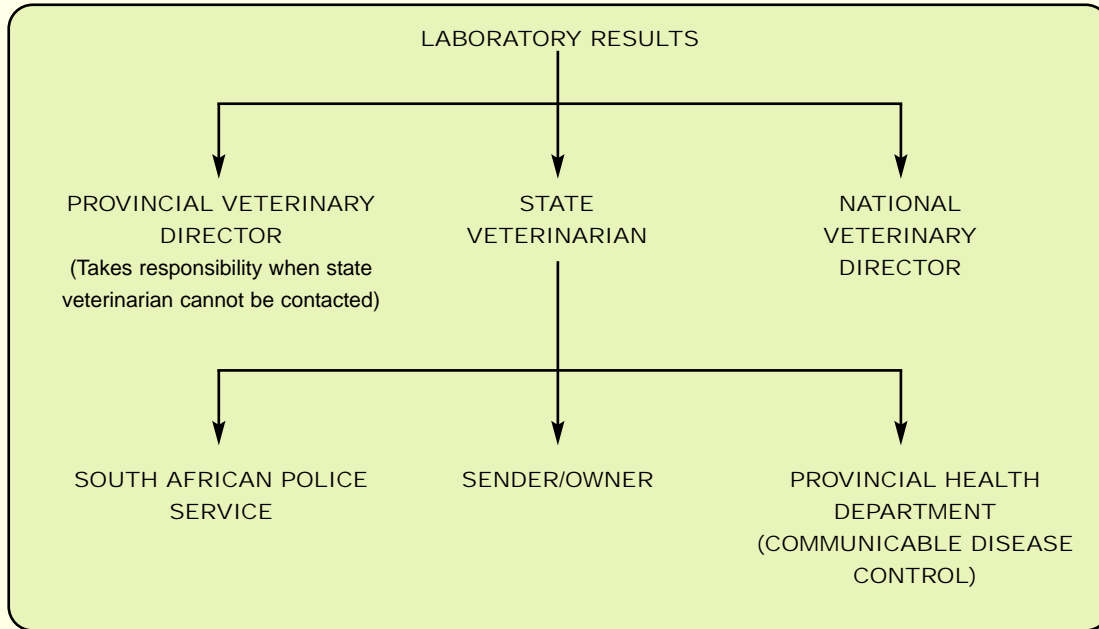 LABORATORY RESULTS
PROVINCIAL VETERINARY
DIRECTOR
(Takes responsibility when state
veterinarian cannot be contacted)
STATE
VETERINARIAN
NATIONAL
VETERINARY
DIRECTOR
SOUTH AFRICAN POLICE
SERVICE
SENDER/OWNER
PROVINCIAL HEALTH
DEPARTMENT
(COMMUNICABLE DISEASE
CONTROL)